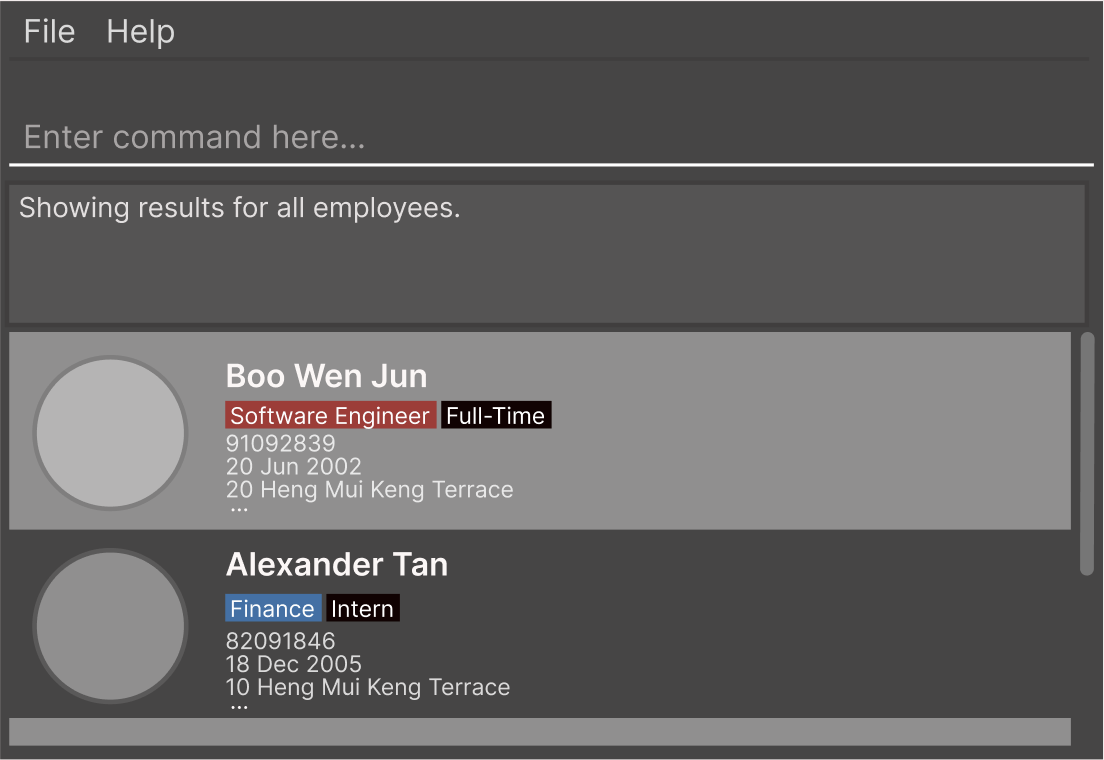 File Help
Enter command here...
Showing results for all employees.
Boo Wen Jun
Software Engineer Full-Time
91092839
20 Jun 2002
20 Heng Mui Keng Terrace
...
Alexander Tan
Finance Intern
82091846
18 Dec 2005
10 Heng Mui Keng Terrace
...